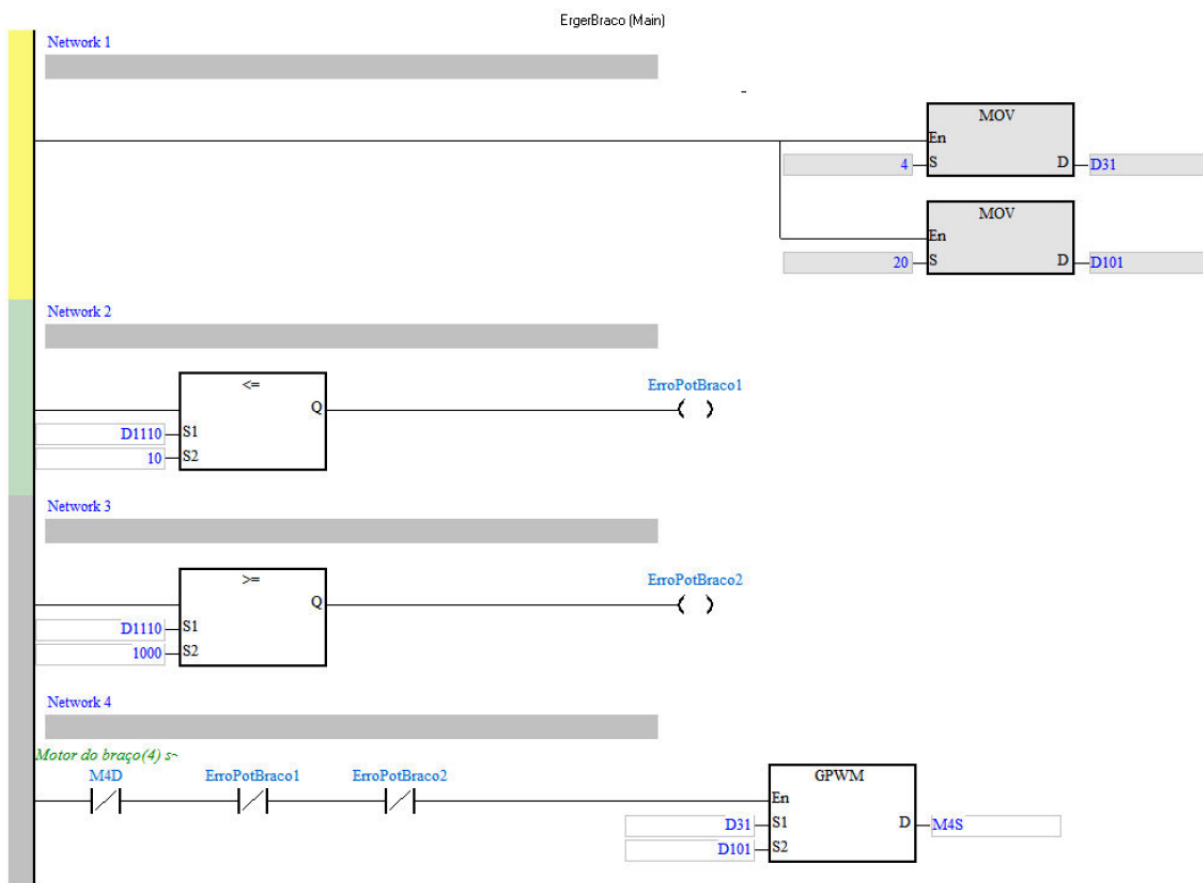 ErgerBraco (Main)
Network 1
MOV
En
4 S D D31
MOV
En
20 S D D101
Network 2
<=
Q
ErroPotBraco1
( )
D1110 S1
10 S2
Network 3
>=
Q
ErroPotBraco2
( )
D1110 S1
1000 S2
Network 4
Motor do braço(4) s~
M4D ErroPotBraco1 ErroPotBraco2
GPWM
En
D31 S1 D M4S
D101 S2